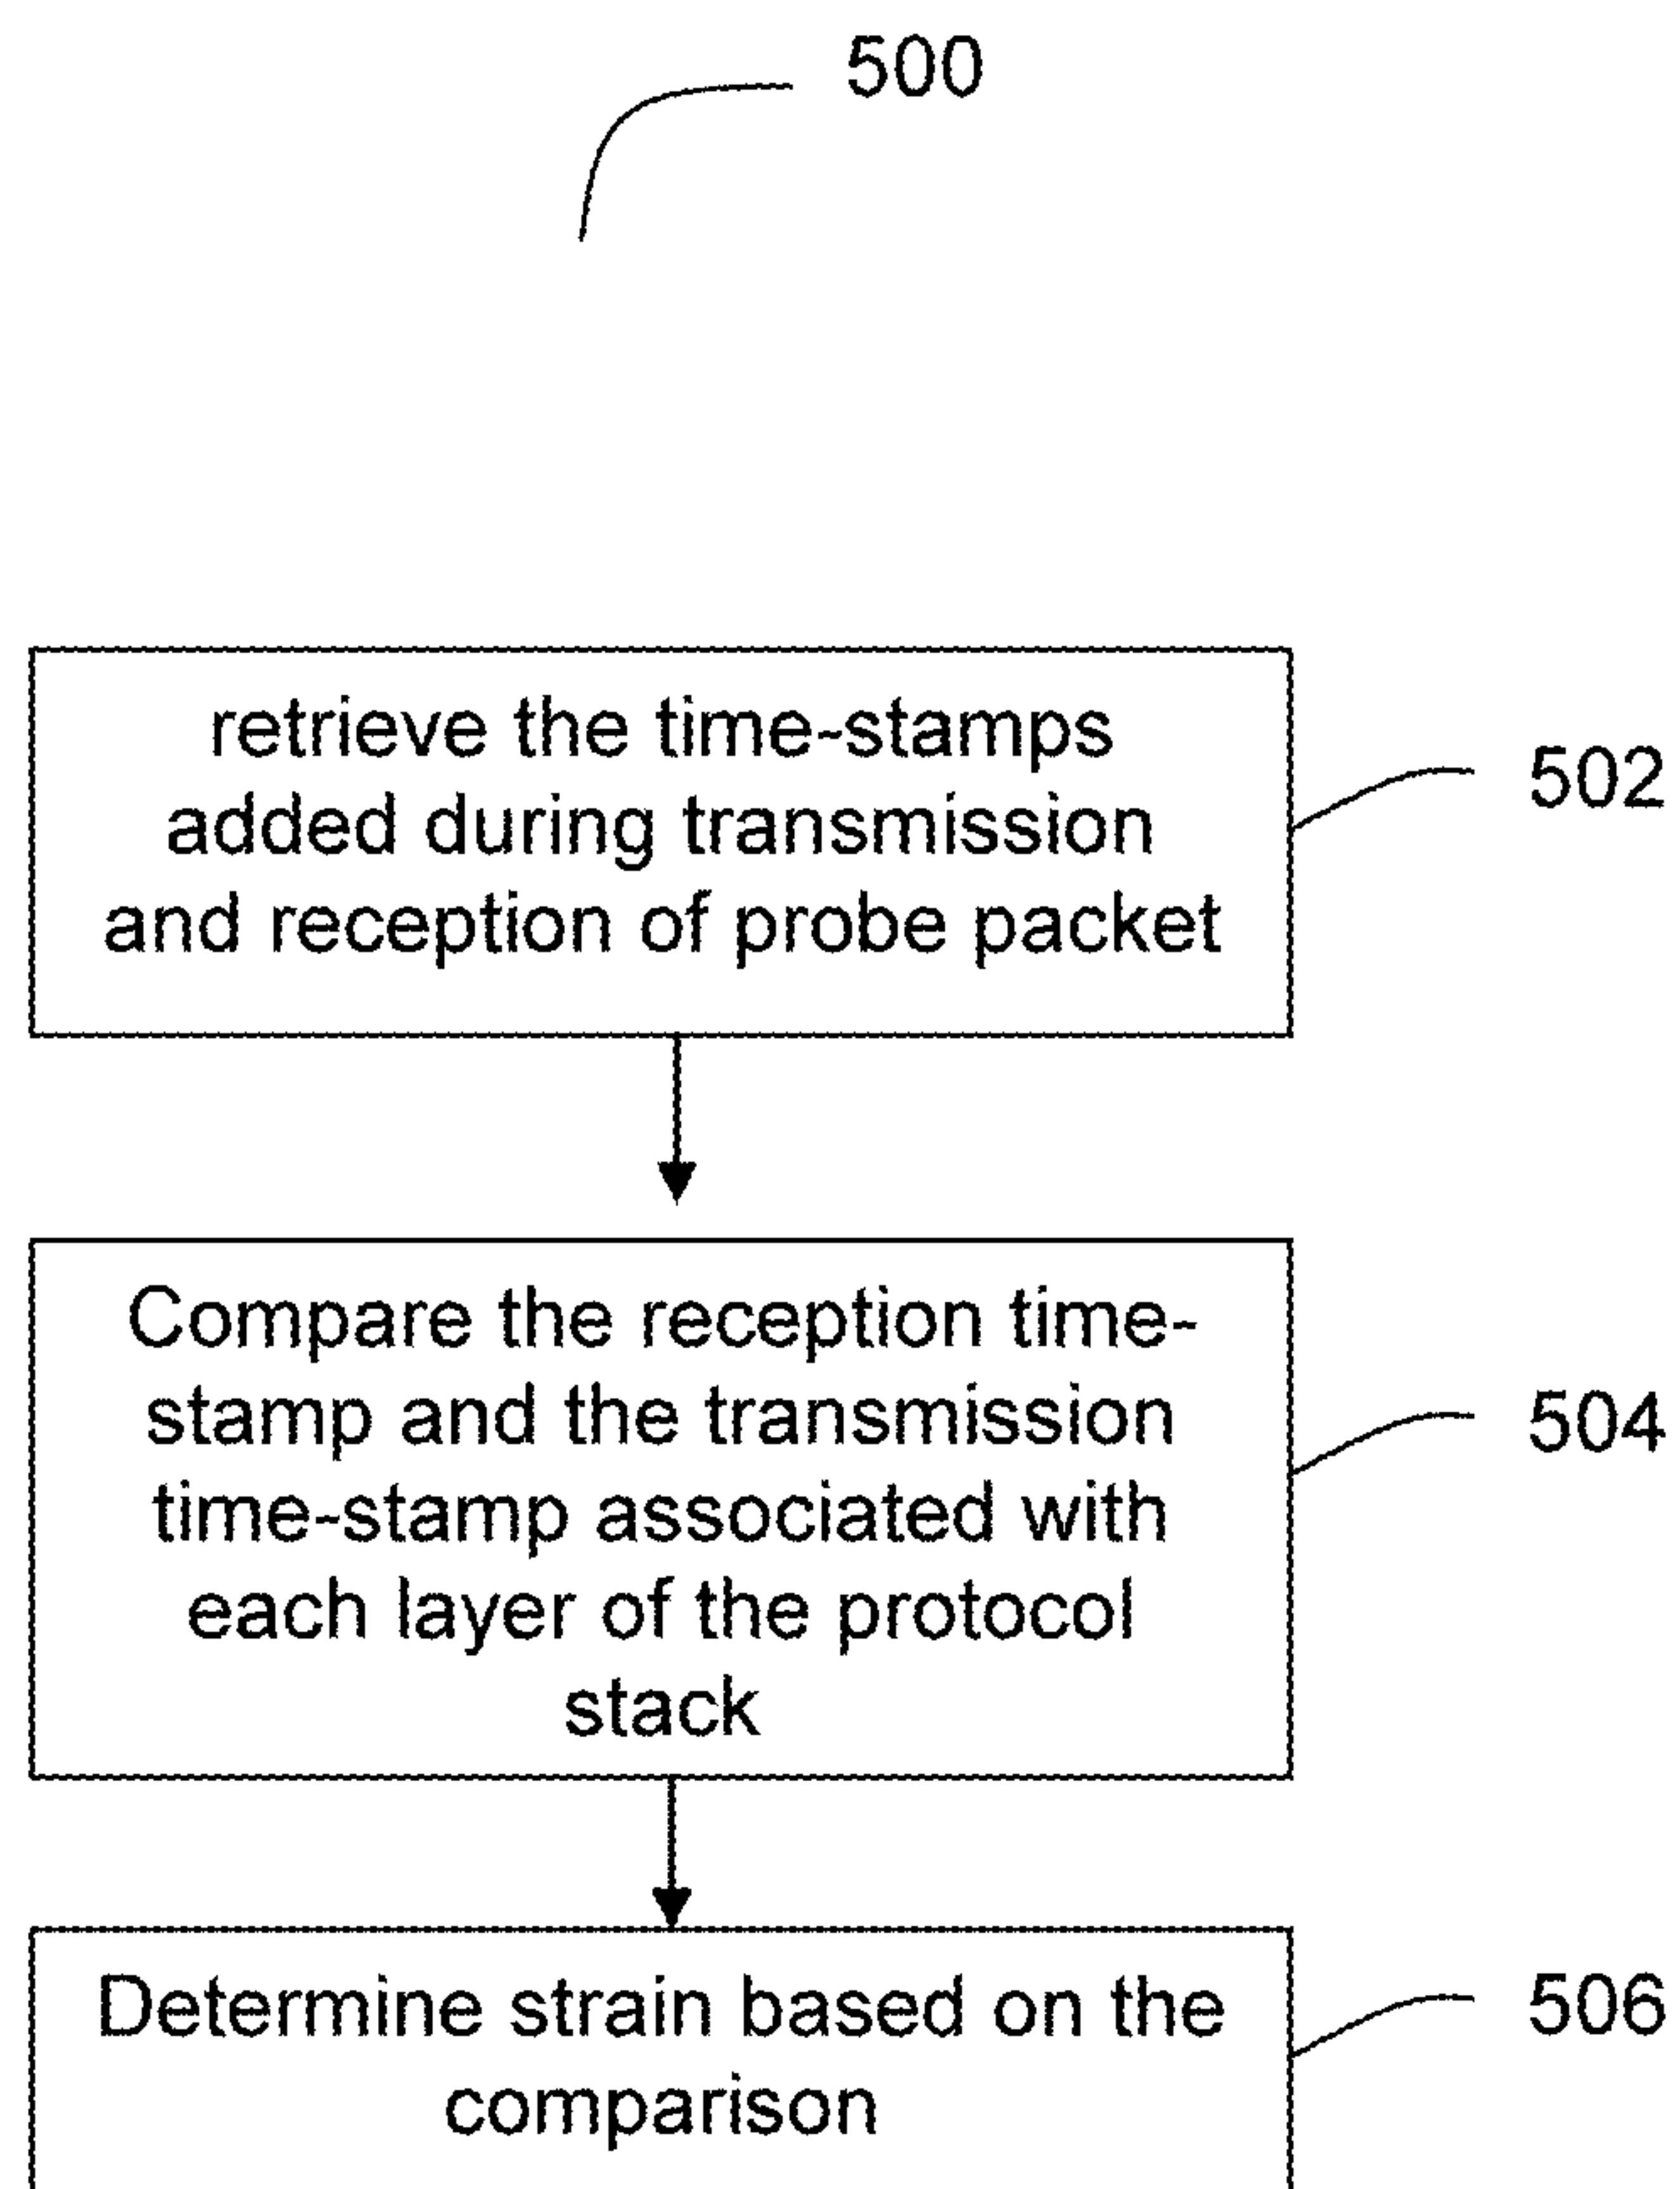 500
retrieve the time-stamps
added during transmission
and reception of probe packet
502
Compare the reception time-
stamp and the transmission
time-stamp associated with
each layer of the protocol
stack
504
Determine strain based on the
comparison
506